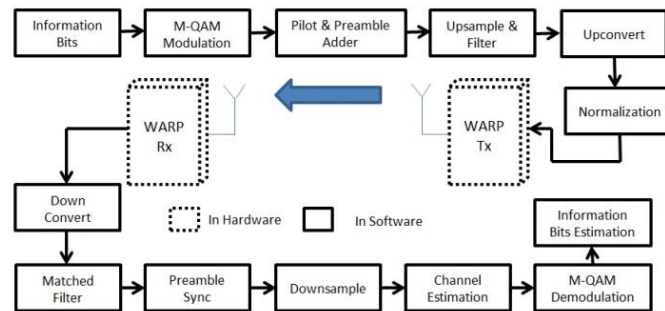 Information
Bits
M-QAM
Modulation
Pilot & Preamble
Adder
Upsample &
Filter
Upconvert
Normalization
WARP
Tx
WARP
Rx
Down
Convert
In Hardware
In Software
Matched
Filter
Preamble
Sync
Downsample
Channel
Estimation
M-QAM
Demodulation
Information
Bits Estimation